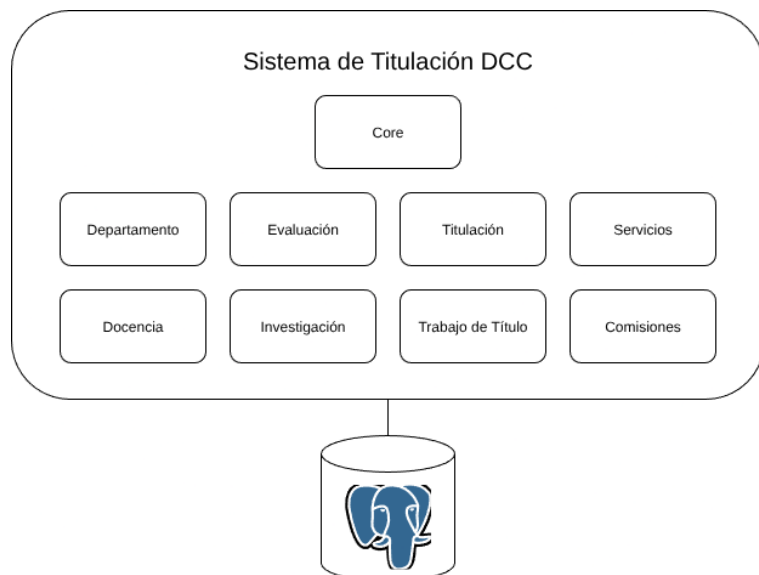 Sistema de Titulación DCC
Core
Departamento
Evaluación
Titulación
Servicios
Docencia
Investigación
Trabajo de Título
Comisiones